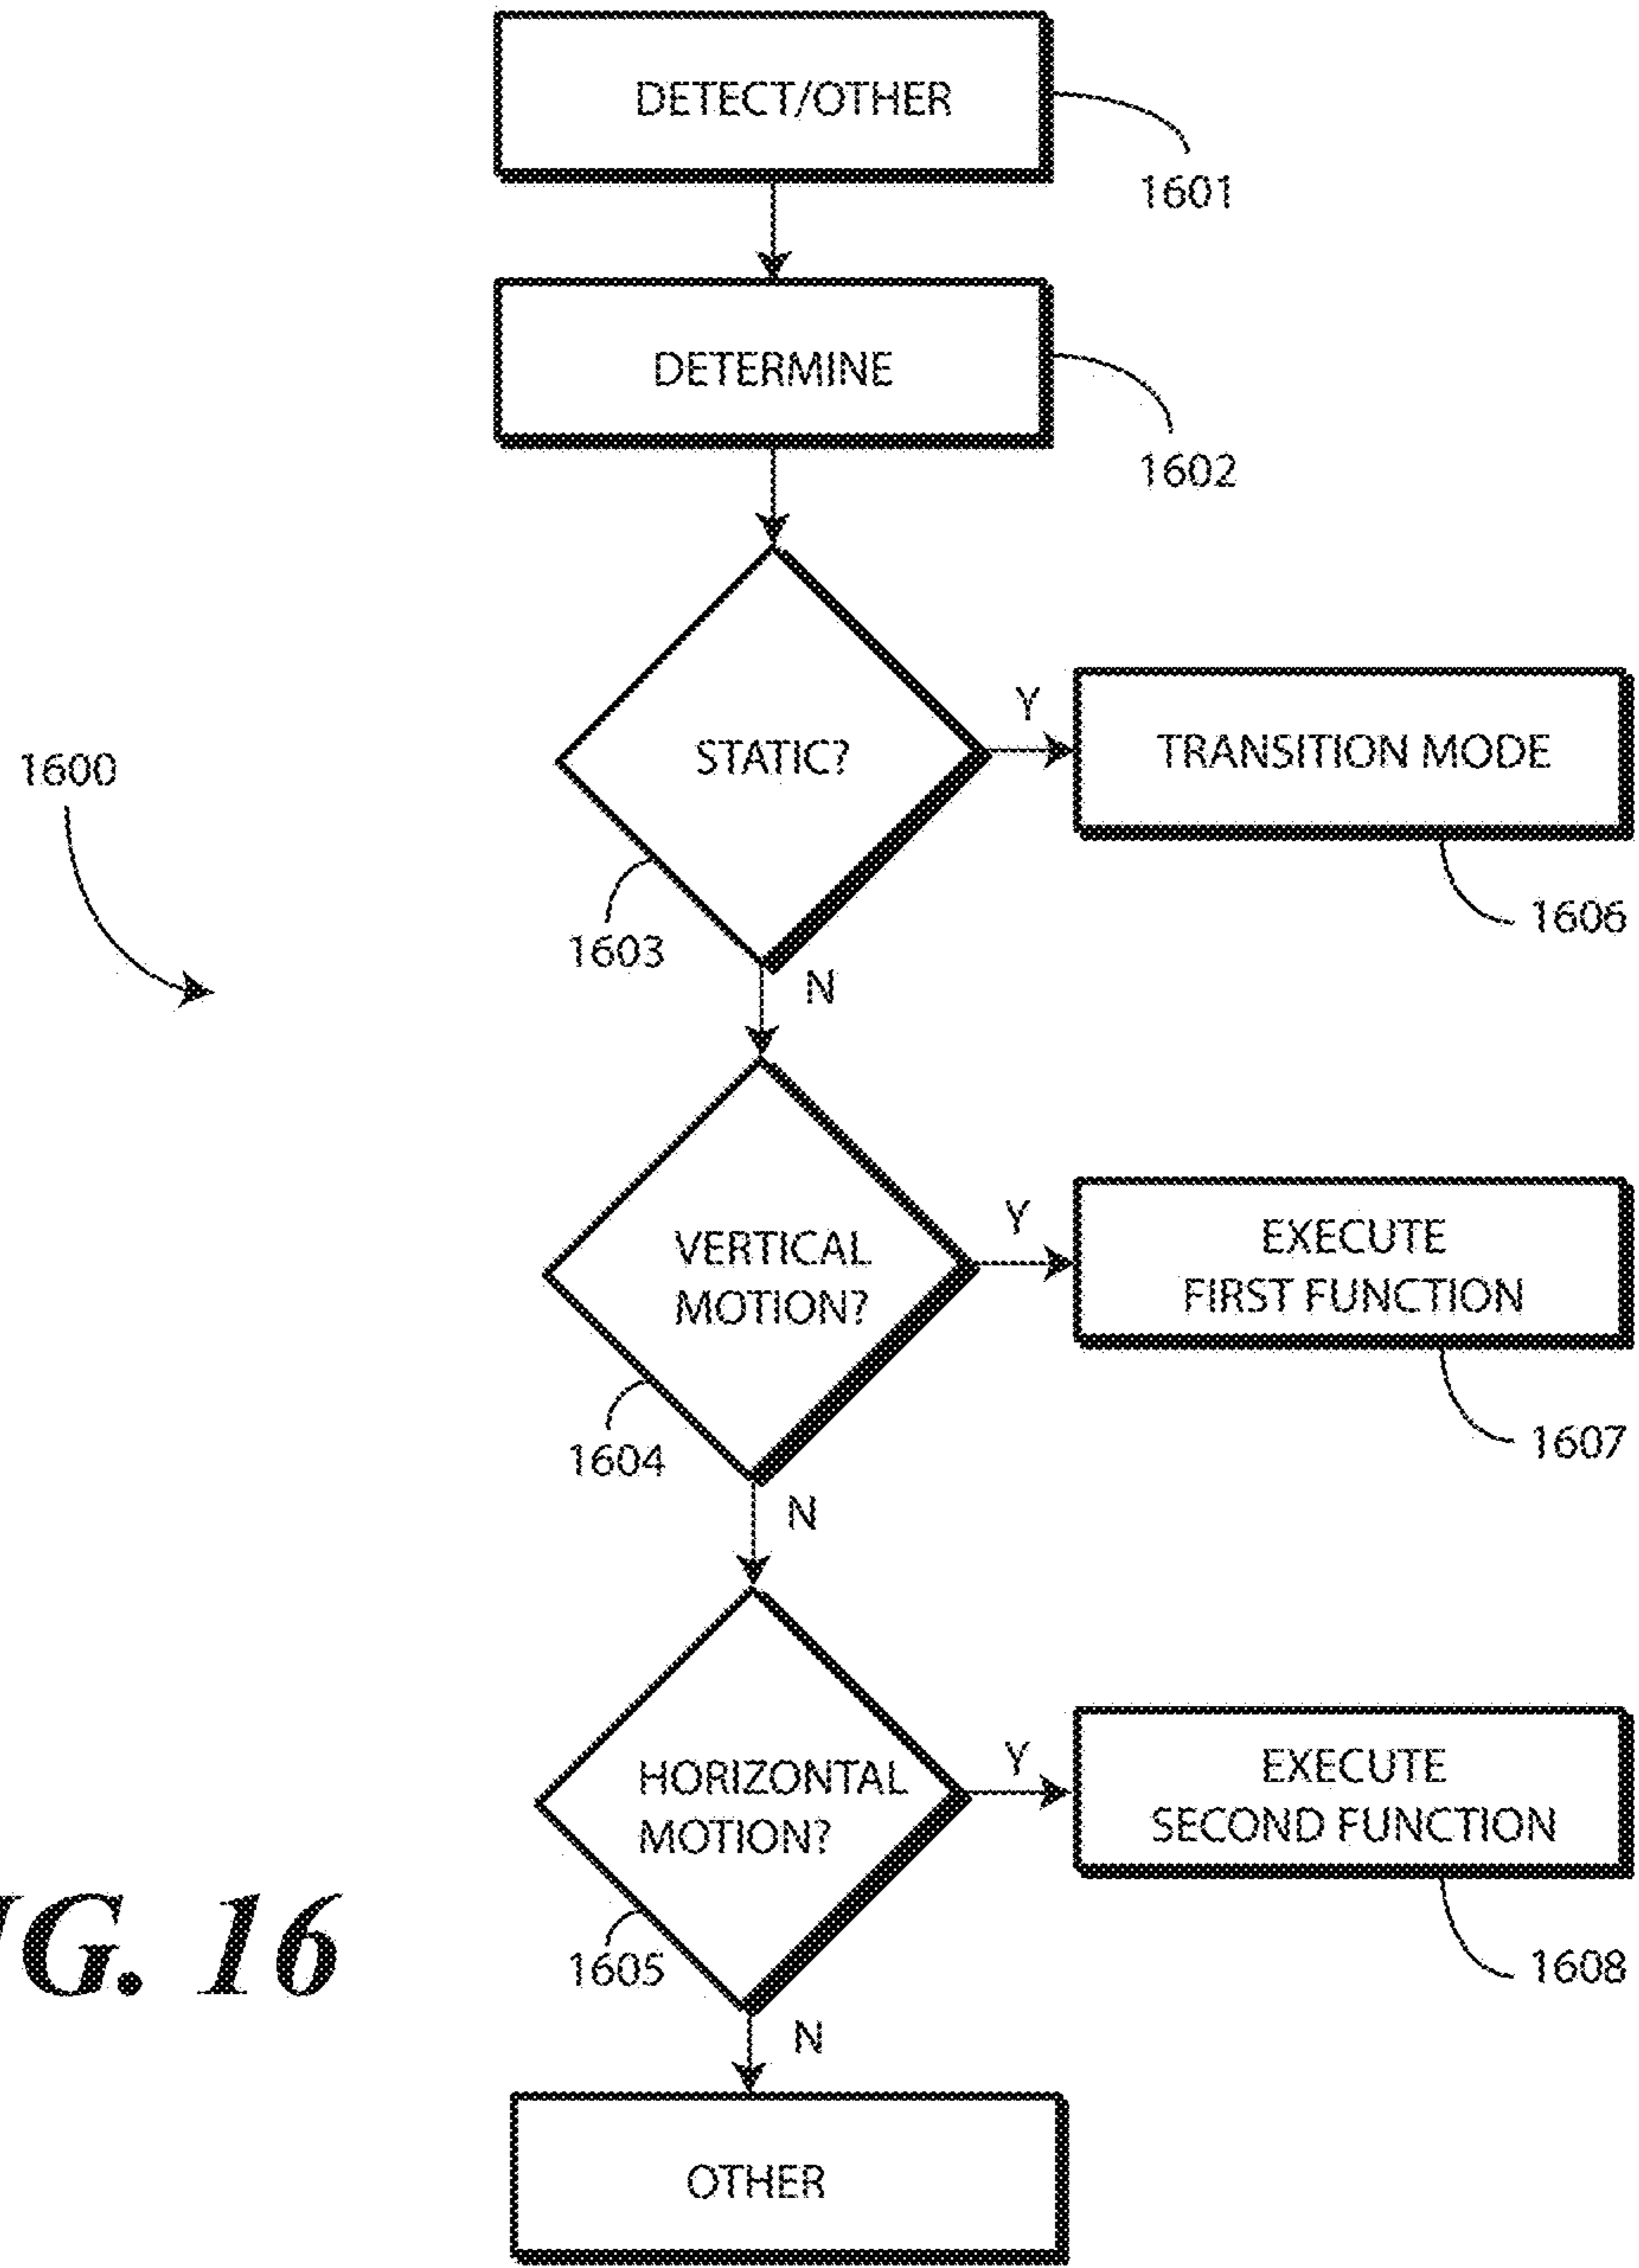 DETECT/OTHER
1601
DETERMINE
1602
1600
STATIC?
Y
TRANSITION MODE
1603
1606
N
VERTICAL
MOTION?
Y
EXECUTE
FIRST FUNCTION
1604
1607
N
HORIZONTAL
MOTION?
Y
EXECUTE
SECOND FUNCTION
1605
1608
N
OTHER
G. 16